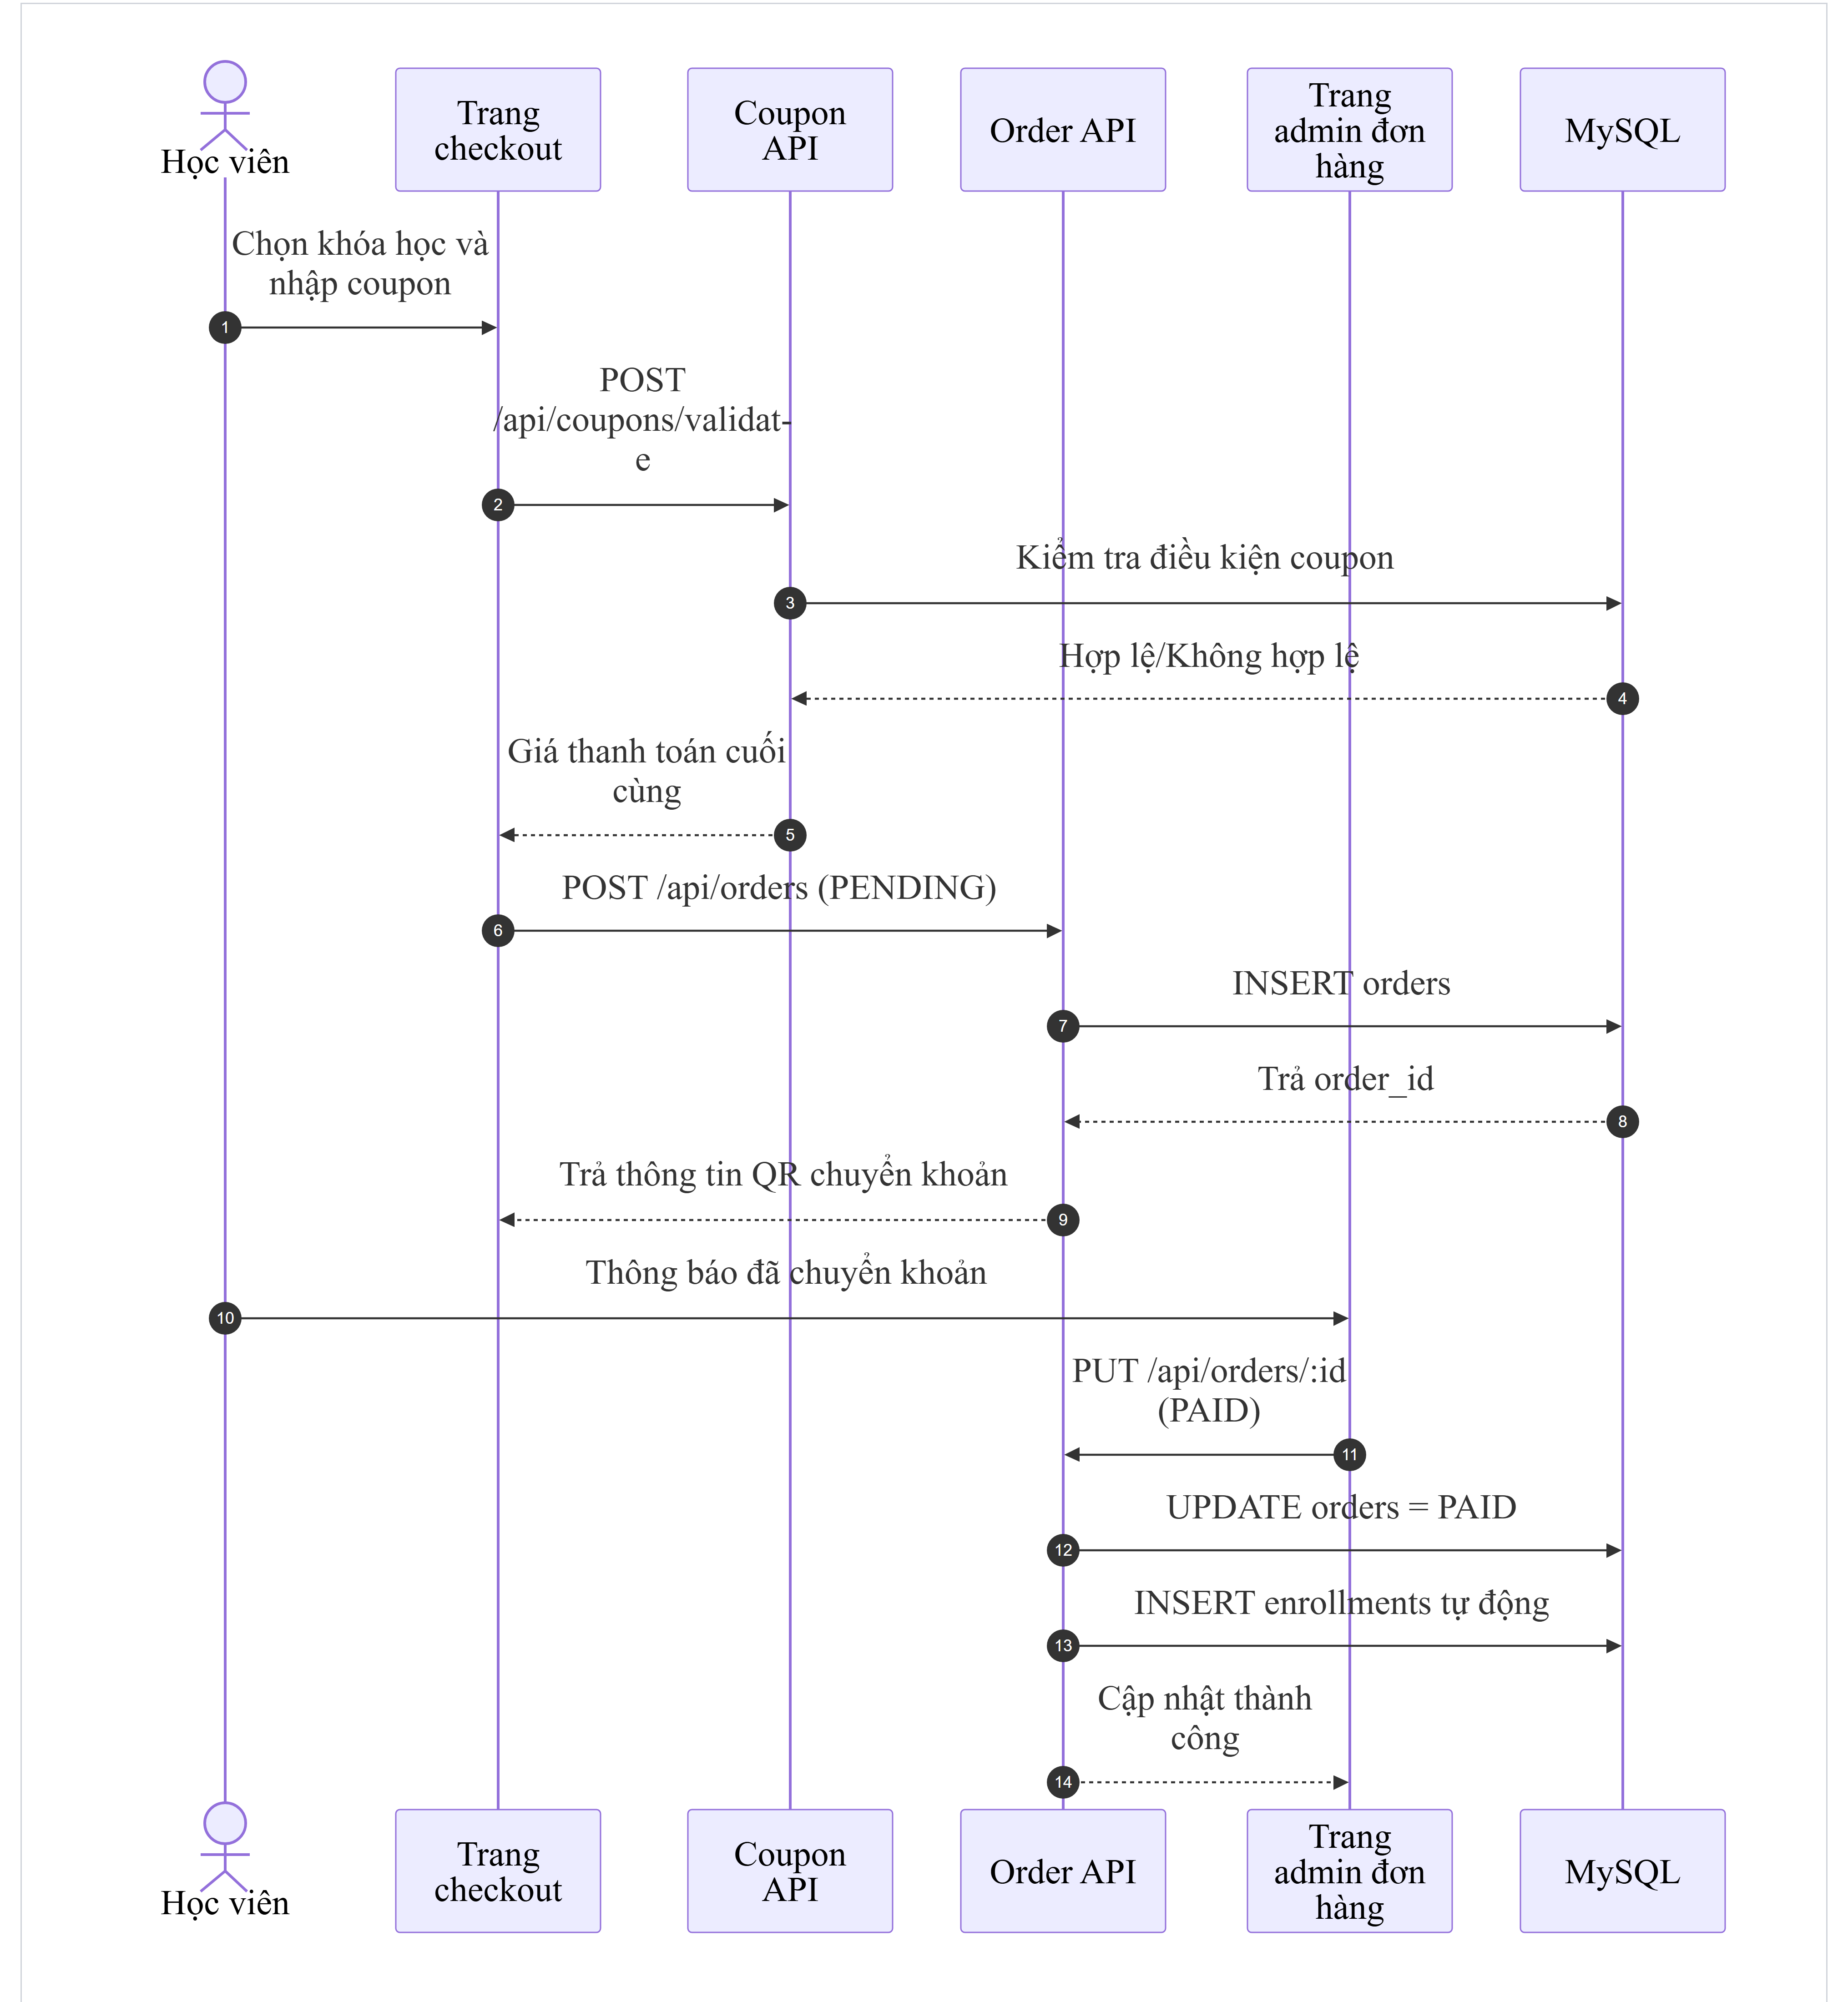 Học viên
Trang
checkout
Coupon
API
Order API
Trang
admin đơn
hàng
MySQL
Chọn khóa học và
nhập coupon
1
POST
/api/coupons/validat-
e
2
Kiểm tra điều kiện coupon
3
Hợp lệ/Không hợp lệ
4
Giá thanh toán cuối
cùng
5
POST /api/orders (PENDING)
6
INSERT orders
7
Trả order_id
8
Trả thông tin QR chuyển khoản
9
Thông báo đã chuyển khoản
10
PUT /api/orders/:id
(PAID)
11
UPDATE orders = PAID
12
INSERT enrollments tự động
13
Cập nhật thành
công
14
Học viên
Trang
checkout
Coupon
API
Order API
Trang
admin đơn
hàng
MySQL